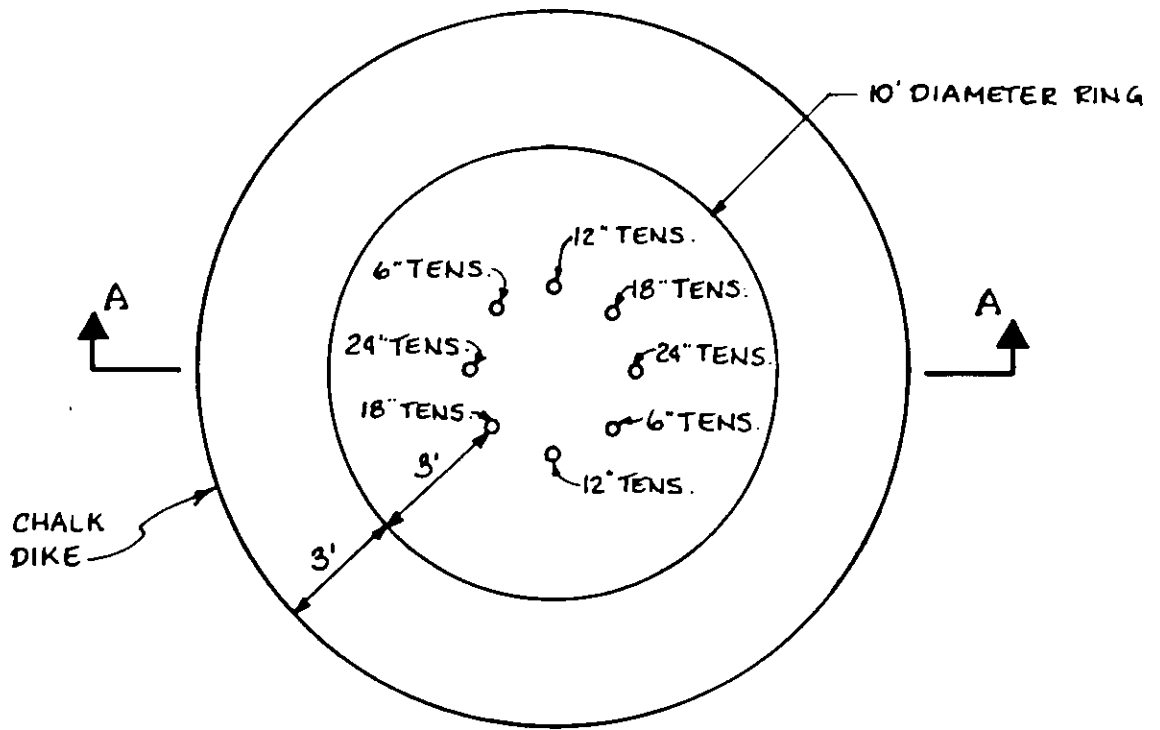 10' DIAMETER RING
12" TENS.
6" TENS.
18" TENS.
A
A
24" TENS.
24" TENS.
18" TENS.
6" TENS.
3'
12" TENS.
CHALK
DIKE
3'